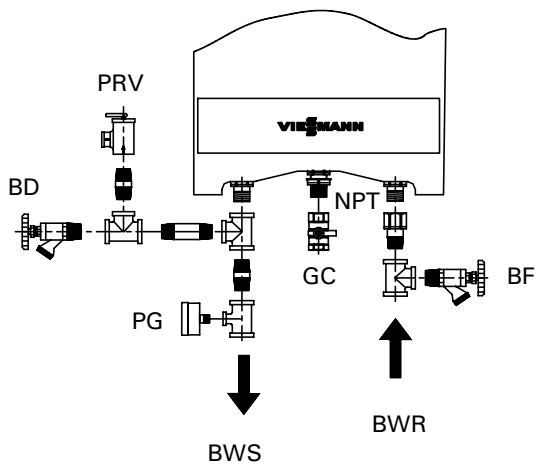 PRV
VIESMANN
BD
NPT
GC
BF
PG
BWR
BWS